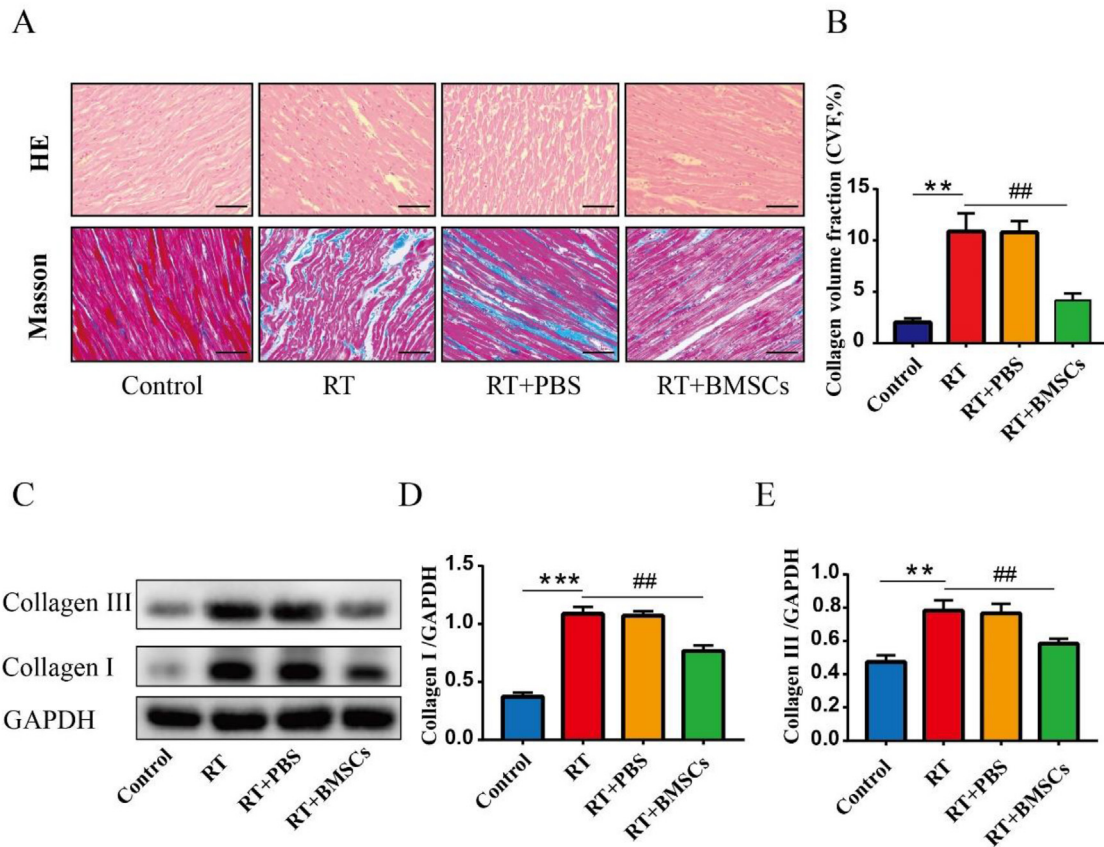 A
HE
Masson
Control
RT
RT+PBS
RT+BMSCs
B
Collagen volume fraction (CVF,%)
15
10
5
0
**
##
Control
RT
RT+PBS
RT+BMSCs
C
Collagen III
Collagen I
GAPDH
Control
RT
RT+PBS
RT+BMSCs
D
Collagen I /GAPDH
1.5
1.0
0.5
0.0
***
##
Control
RT
RT+PBS
RT+BMSCs
E
Collagen III /GAPDH
1.0
0.8
0.6
0.4
0.2
0.0
**
##
Control
RT
RT+PBS
RT+BMSCs